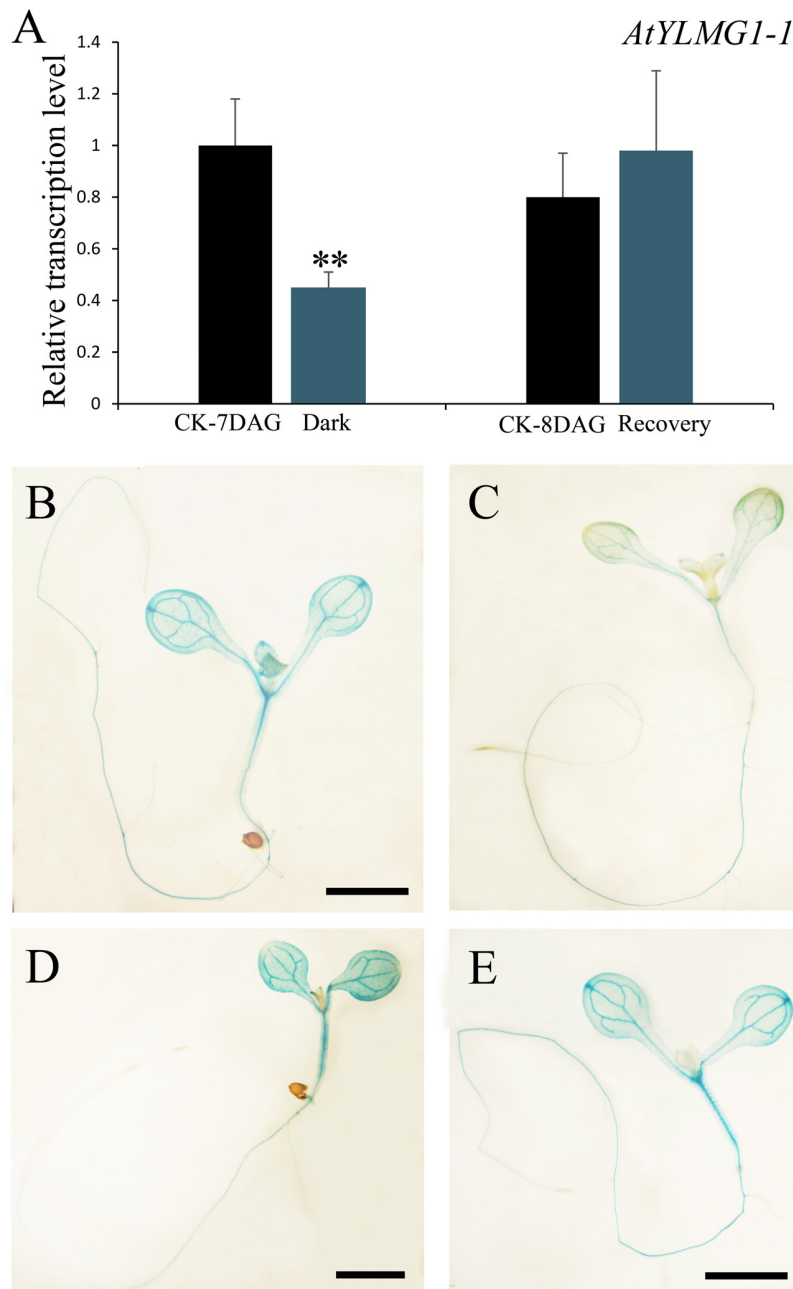 A
AtYLMG1-1
Relative transcription level
1.4
1.2
1
0.8
0.6
0.4
0.2
0
**
CK-7DAG Dark
CK-8DAG Recovery
B
C
D
E